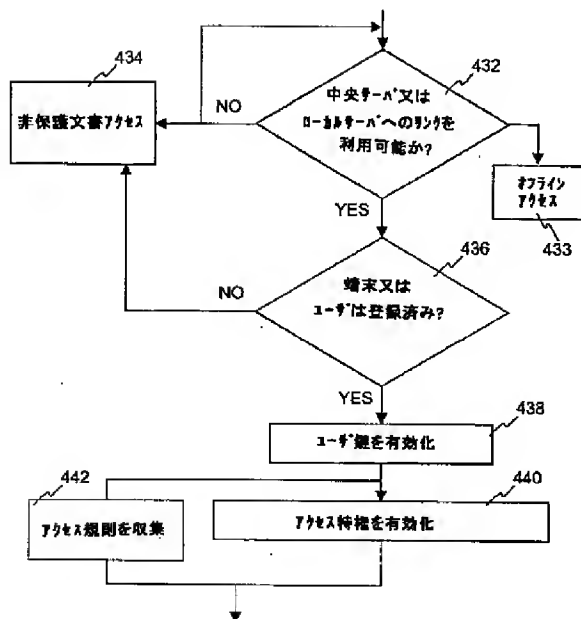 434
非保護文書アクセス
NO
432
中央ｻｰﾊﾞ又は
ﾛｰｶﾙｻｰﾊﾞへのﾘﾝｸを
利用可能か?
ｵﾌﾗｲﾝ
ｱｸｾｽ
433
YES
436
NO
端末又は
ﾕｰｻﾞは登録済み?
YES
438
ﾕｰｻﾞ鍵を有効化
442
アクセス規則を収集
440
ｱｸｾｽ特権を有効化